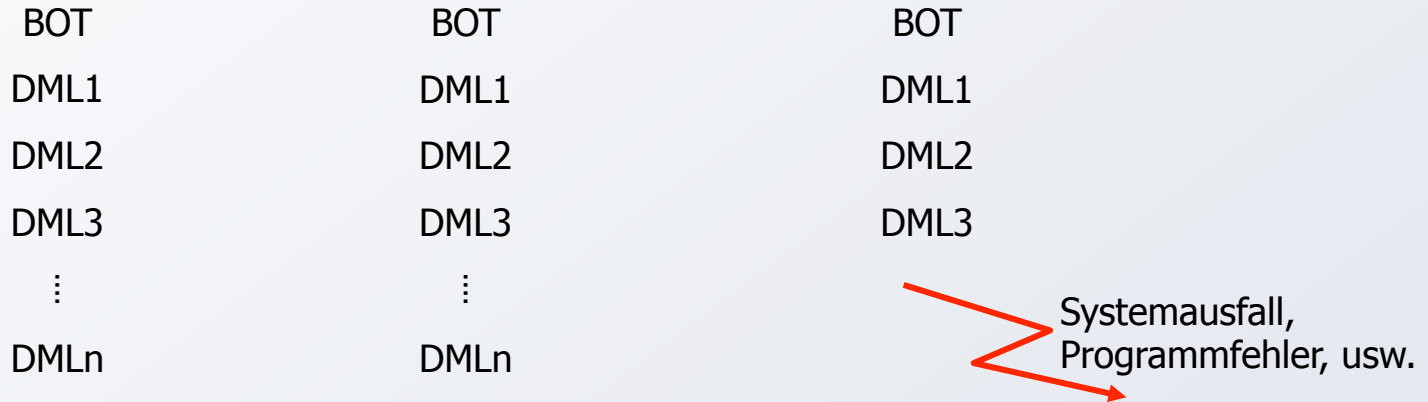 BOT BOT BOT
DML1 DML1 DML1
DML2 DML2 DML2
DML3 DML3 DML3
⋮ ⋮
DMLn DMLn
Systemausfall,
Programmfehler, usw.